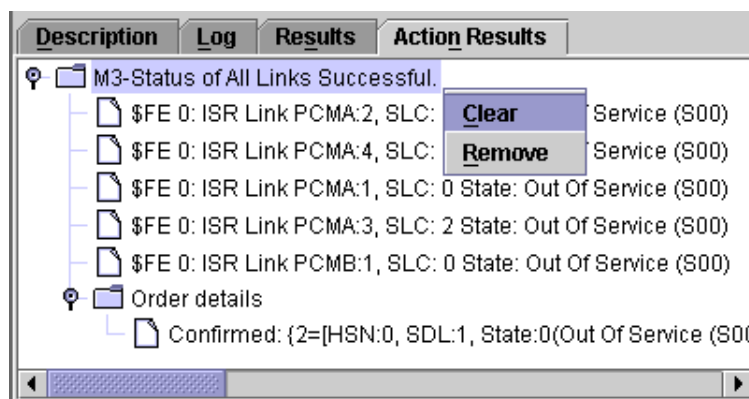 Description Log Results Action Results
M3-Status of All Links Successful.
$FE 0: ISR Link PCMA:2, SLC: Clear Service (S00)
$FE 0: ISR Link PCMA:4, SLC: Remove Service (S00)
$FE 0: ISR Link PCMA:1, SLC: 0 State: Out Of Service (S00)
$FE 0: ISR Link PCMA:3, SLC: 2 State: Out Of Service (S00)
$FE 0: ISR Link PCMB:1, SLC: 0 State: Out Of Service (S00)
Order details
Confirmed: {2=[HSN:0, SDL:1, State:0(Out Of Service (S00